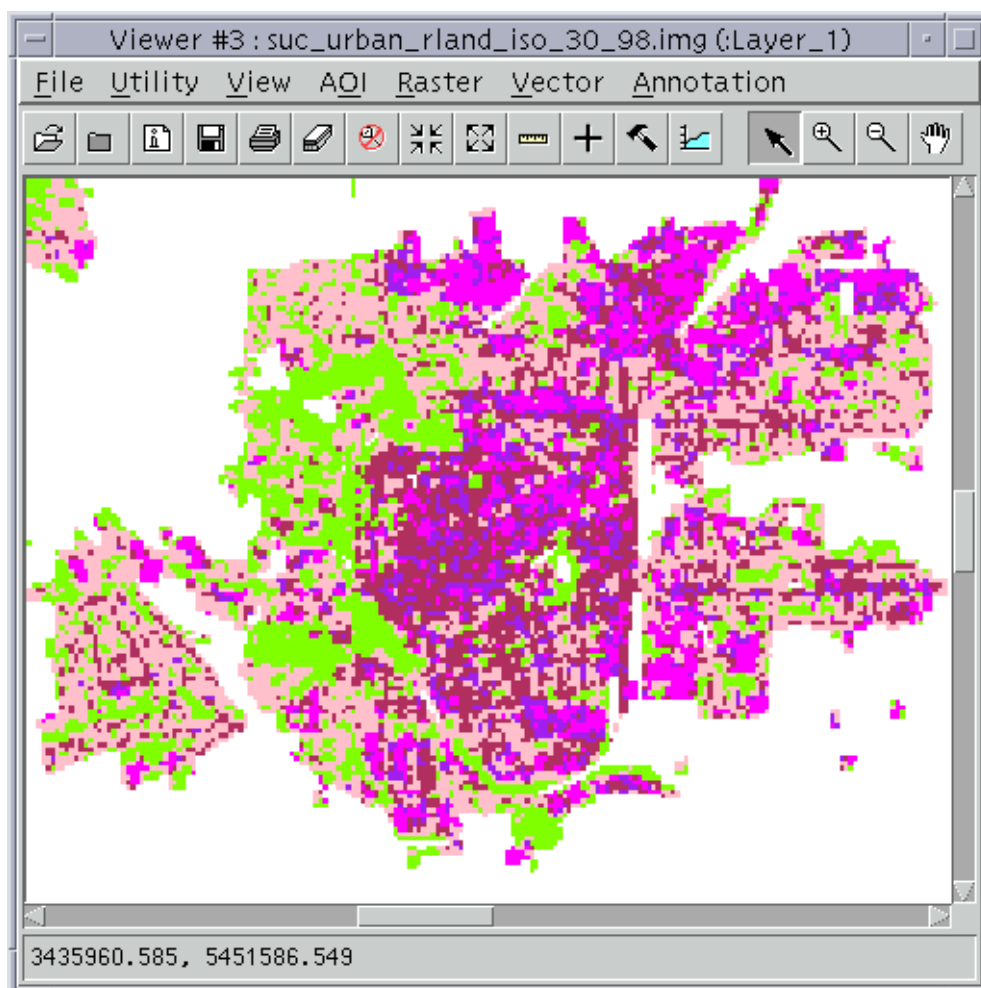 Viewer #3 : suc_urban_rland_iso_30_98.img (:Layer_1)
File Utility View AOI Raster Vector Annotation
3435960.585, 5451586.549